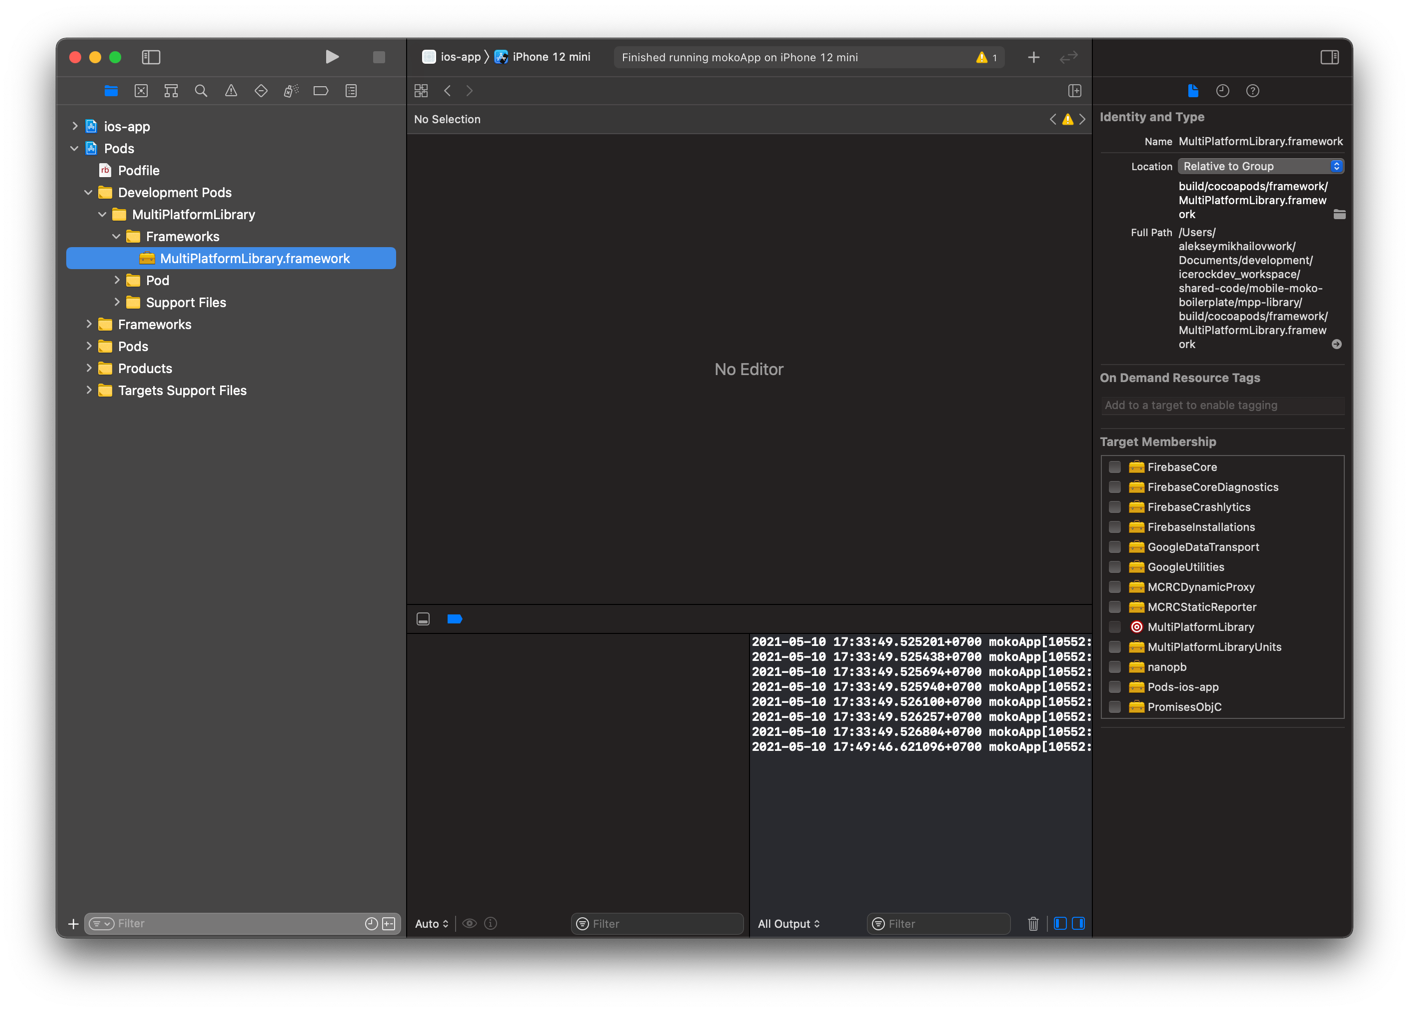 ios-app
iPhone 12 mini
Finished running mokoApp on iPhone 12 mini
1
ios-app
Pods
rb
Podfile
Development Pods
MultiPlatformLibrary
Frameworks
MultiPlatformLibrary.framework
Pod
Support Files
Frameworks
Pods
Products
Targets Support Files
Filter
No Selection
No Editor
2021-05-10 17:33:49.525201+0700 mokoApp[10552:
2021-05-10 17:33:49.525438+0700 mokoApp[10552:
2021-05-10 17:33:49.525694+0700 mokoApp[10552:
2021-05-10 17:33:49.525940+0700 mokoApp[10552:
2021-05-10 17:33:49.526100+0700 mokoApp[10552:
2021-05-10 17:33:49.526257+0700 mokoApp[10552:
2021-05-10 17:33:49.526804+0700 mokoApp[10552:
2021-05-10 17:49:46.621096+0700 mokoApp[10552:
Auto
Filter
All Output
Filter
Identity and Type
Name MultiPlatformLibrary.framework
Location Relative to Group
build/cocoapods/framework/
MultiPlatformLibrary.framew
ork
Full Path /Users/
alekseymikhailovwork/
Documents/development/
icerockdev_workspace/
shared-code/mobile-moko-
boilerplate/mpp-library/
build/cocoapods/framework/
MultiPlatformLibrary.framew
ork
On Demand Resource Tags
Add to a target to enable tagging
Target Membership
FirebaseCore
FirebaseCoreDiagnostics
FirebaseCrashlytics
FirebaseInstallations
GoogleDataTransport
GoogleUtilities
MCRCDynamicProxy
MCRCStaticReporter
MultiPlatformLibrary
MultiPlatformLibraryUnits
nanopb
Pods-ios-app
PromisesObjC